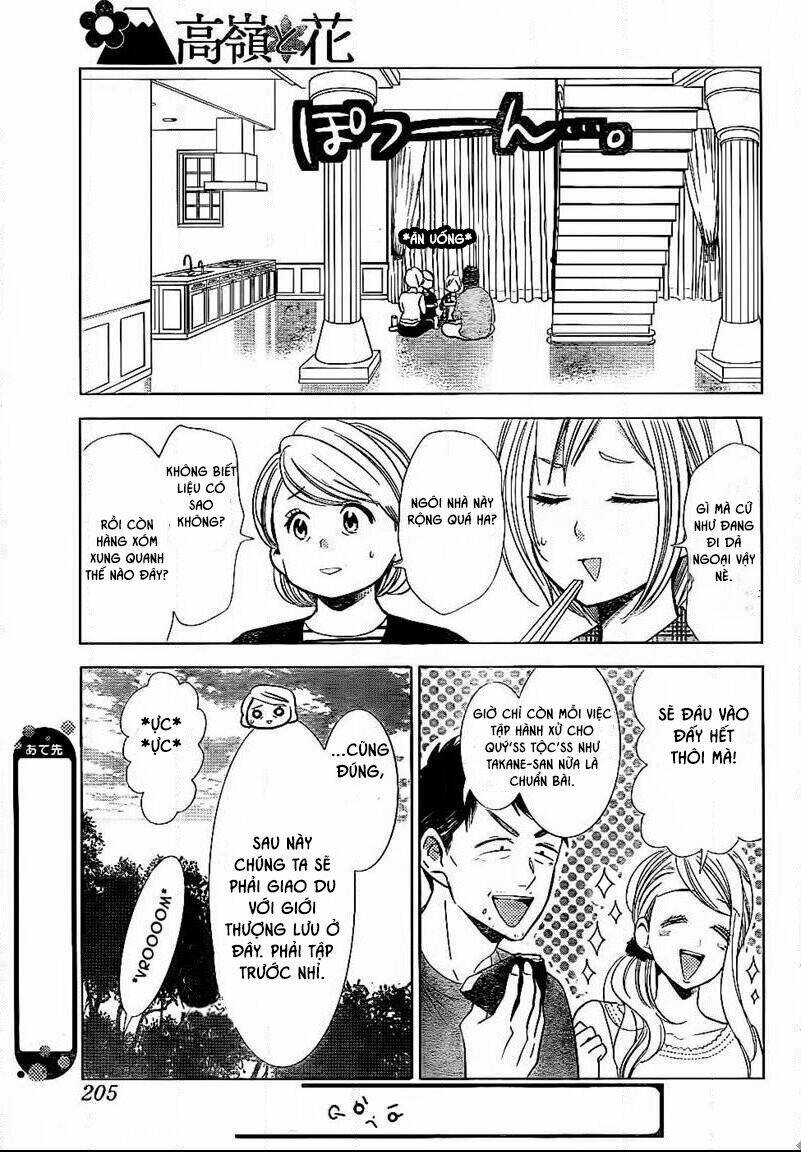 高嶺と花
ぽつーーん…。
*ĂN UỐNG*
GÌ MÀ CỨ
NHƯ ĐANG
ĐI DÃ
NGOẠI VẬY
NÈ.
NGÔI NHÀ NÀY
RỘNG QUÁ HA?
KHÔNG BIẾT
LIỆU CÓ
SAO
KHÔNG?
RỒI CÒN
HÀNG XÓM
XUNG QUANH
THẾ NÀO ĐÂY?
SẼ ĐÂU VÀO
ĐẤY HẾT
THÔI MÀ!
GIỜ CHỈ CÒN MỖI VIỆC
TẬP HÀNH XỬ CHO
QUÝ'SS TỘC'SS NHƯ
TAKANE-SAN NỮA LÀ
CHUẨN BÀI.
...CŨNG
ĐÚNG,
SAU NÀY
CHÚNG TA SẼ
PHẢI GIAO DU
VỚI GIỚI
THƯỢNG LƯU Ở
ĐÂY. PHẢI TẬP
TRƯỚC NHỈ.
*ỰC*
*ỰC*
*VROOOOM*
あて先
205